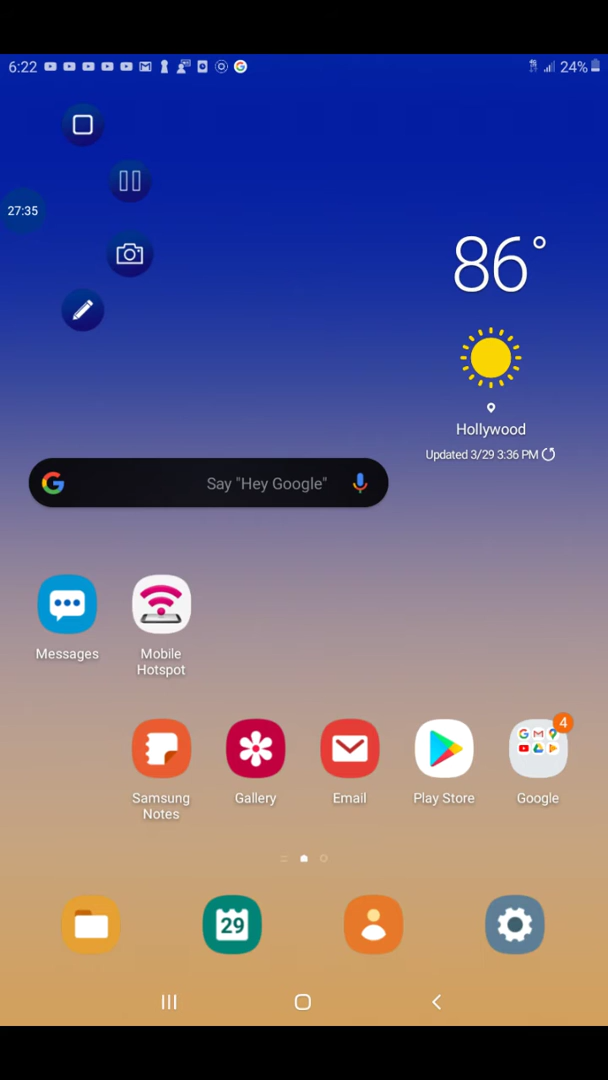 6:22
24%
27:35
86°
Hollywood
Updated 3/29 3:36 PM
Say "Hey Google"
Messages
Mobile
Hotspot
4
Samsung
Notes
Gallery
Email
Play Store
Google
29